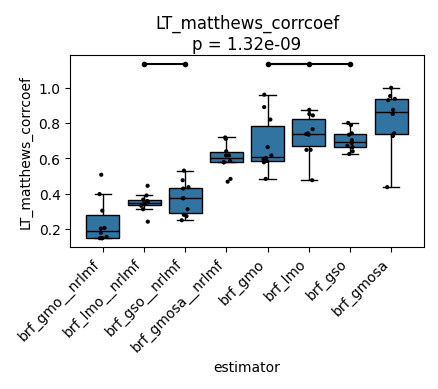 LT_matthews_corrcoef
p = 1.32e-09
LT_matthews_corrcoef
1.0
0.8
0.6
0.4
0.2
brf_gmo__nrlmf
brf_lmo__nrlmf
brf_gso__nrlmf
brf_gmosa__nrlmf
brf_gmo
brf_lmo
brf_gso
brf_gmosa
estimator